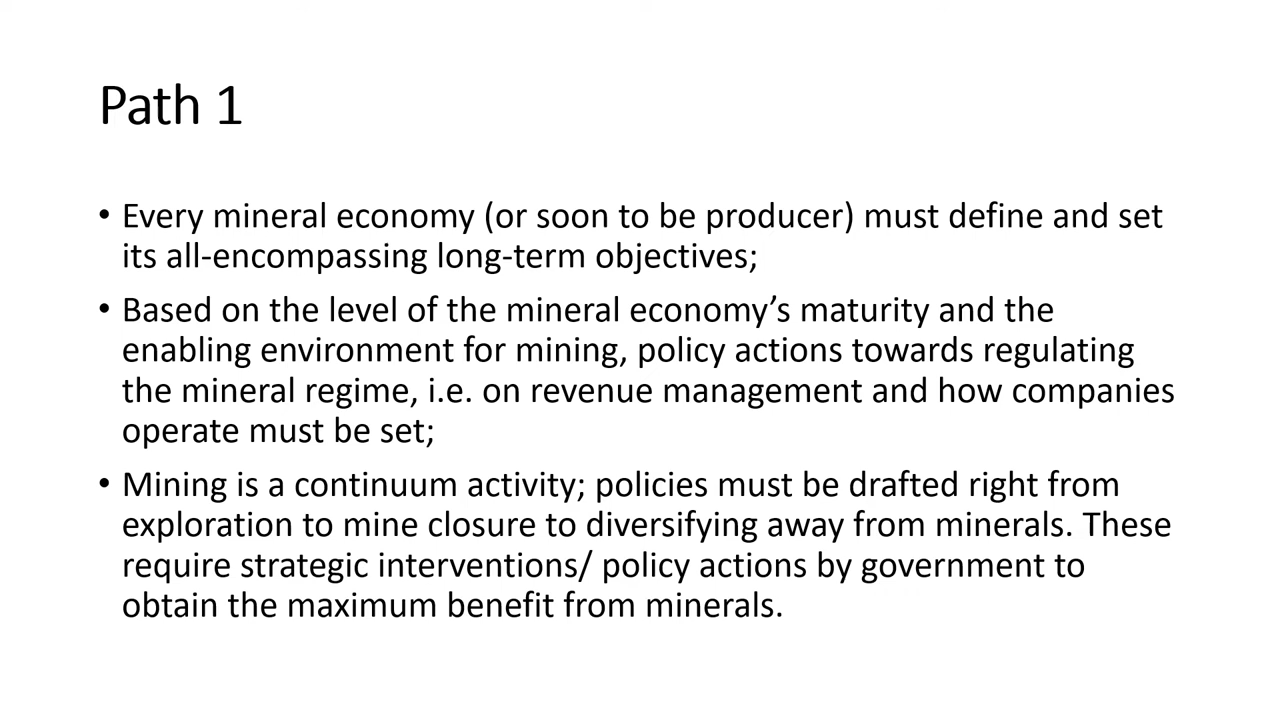 Path 1
• Every mineral economy (or soon to be producer) must define and set
its all-encompassing long-term objectives;
• Based on the level of the mineral economy’s maturity and the
enabling environment for mining, policy actions towards regulating
the mineral regime, i.e. on revenue management and how companies
operate must be set;
• Mining is a continuum activity; policies must be drafted right from
exploration to mine closure to diversifying away from minerals. These
require strategic interventions/ policy actions by government to
obtain the maximum benefit from minerals.